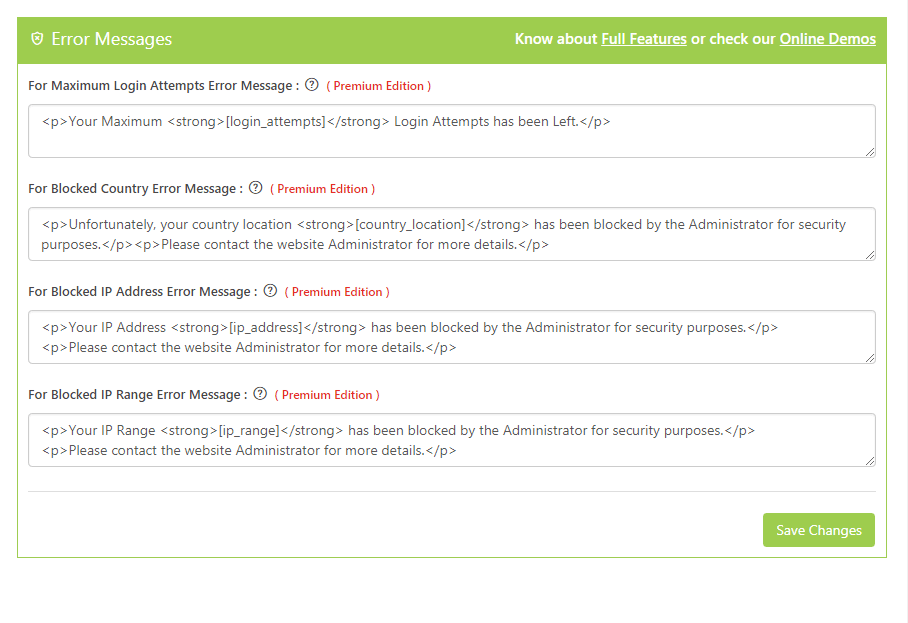 Error Messages
Know about Full Features or check our Online Demos
For Maximum Login Attempts Error Message : ( Premium Edition )
<p>Your Maximum <strong>[login_attempts]</strong> Login Attempts has been Left.</p>
For Blocked Country Error Message : ( Premium Edition )
<p>Unfortunately, your country location <strong>[country_location]</strong> has been blocked by the Administrator for security
purposes.</p><p>Please contact the website Administrator for more details.</p>
For Blocked IP Address Error Message : ( Premium Edition )
<p>Your IP Address <strong>[ip_address]</strong> has been blocked by the Administrator for security purposes.</p>
<p>Please contact the website Administrator for more details.</p>
For Blocked IP Range Error Message : ( Premium Edition )
<p>Your IP Range <strong>[ip_range]</strong> has been blocked by the Administrator for security purposes.</p>
<p>Please contact the website Administrator for more details.</p>
Save Changes